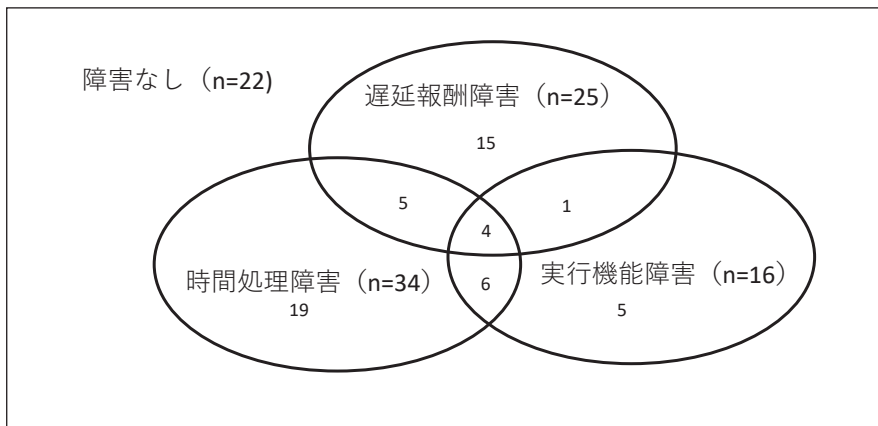 障害なし（n=22)
遅延報酬障害（n=25）
15
5
1
4
時間処理障害（n=34）
6
実行機能障害（n=16）
19
5